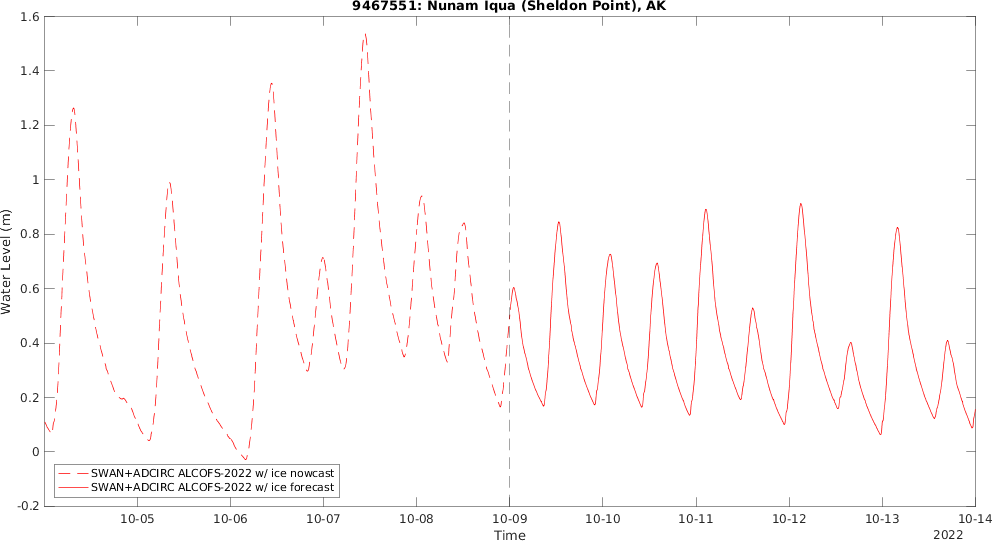 9467551: Nunam Iqua (Sheldon Point), AK
1.6
1.4
1.2
1
0.8
0.6
0.4
0.2
0
-0.2
Water Level (m)
SWAN+ADCIRC ALCOFS-2022 w/ ice nowcast
SWAN+ADCIRC ALCOFS-2022 w/ ice forecast
10-05 10-06 10-07 10-08 10-09 10-10 10-11 10-12 10-13 10-14
Time
2022